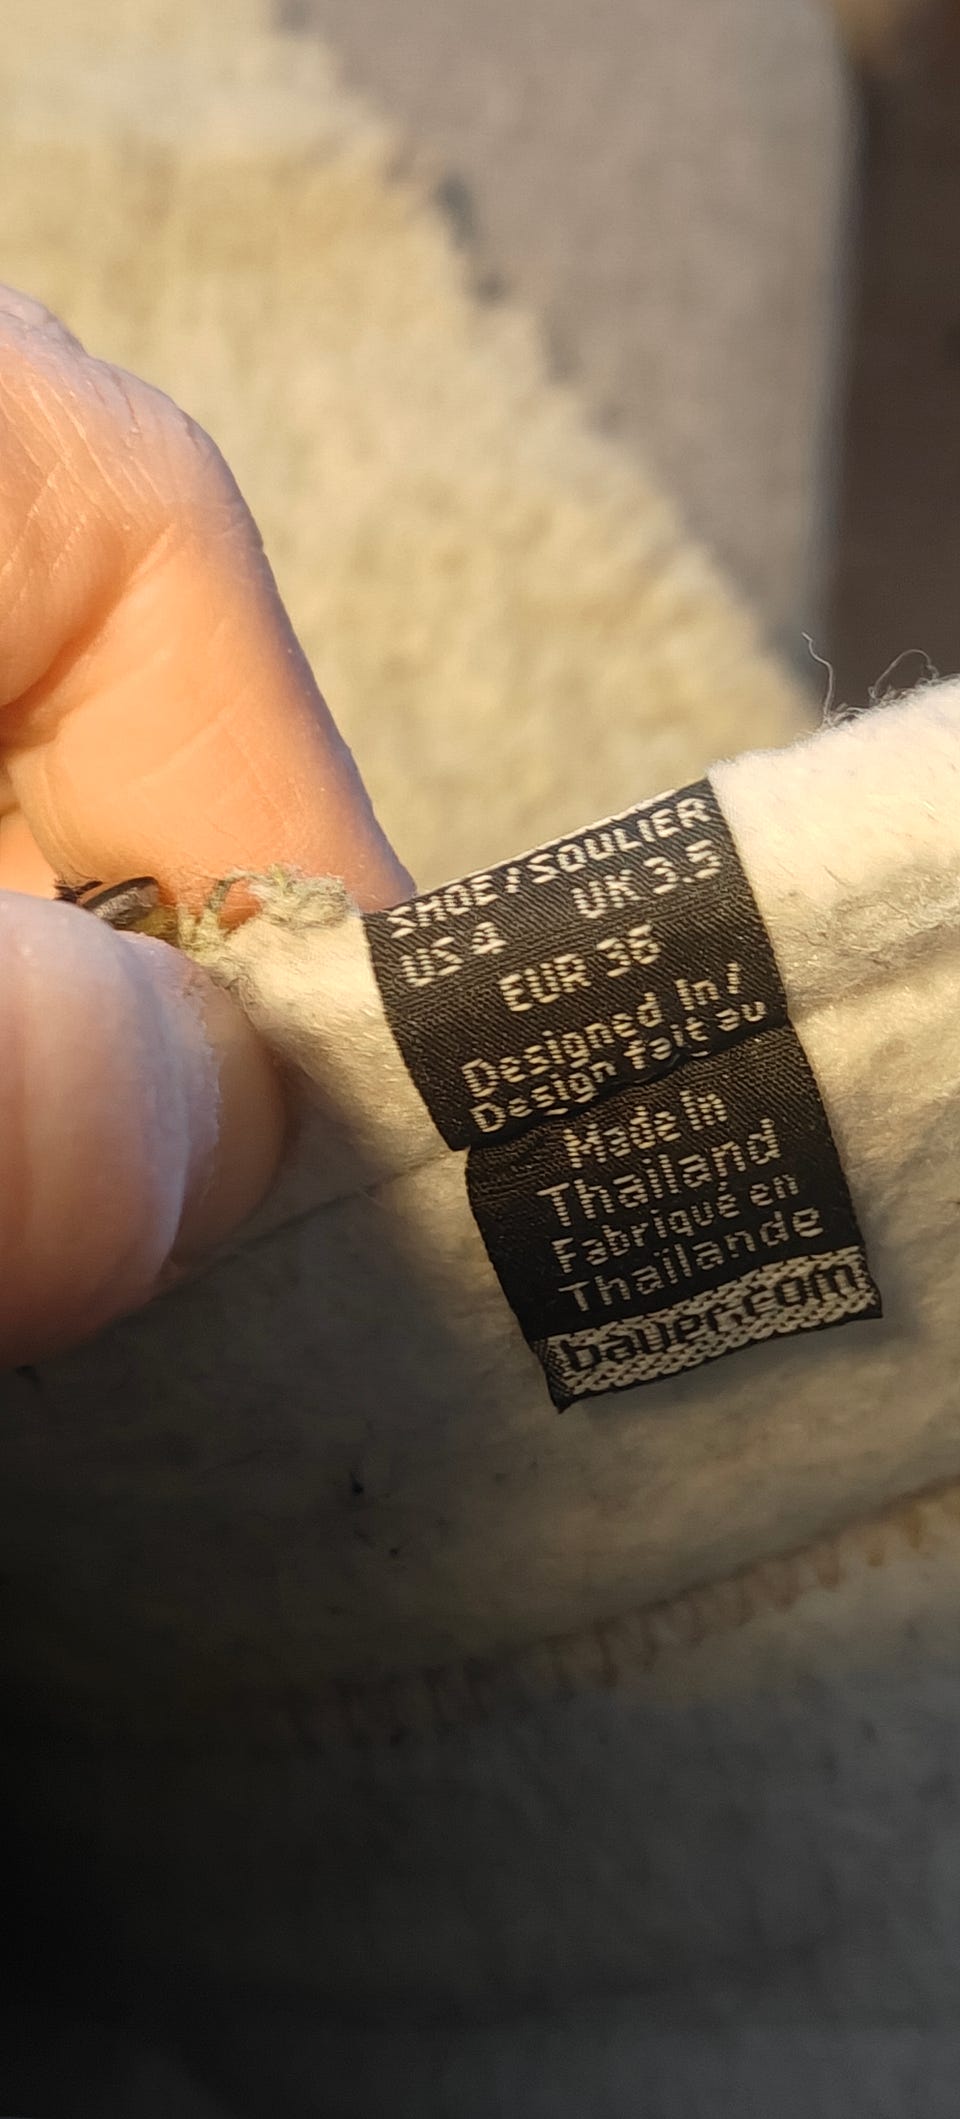 SHOE/SOULIER
US 4 UK 3.5
EUR 36
Designed In/
Design fait au
Made In
Thailand
Fabriqué en
Thaïlande
bauer.com